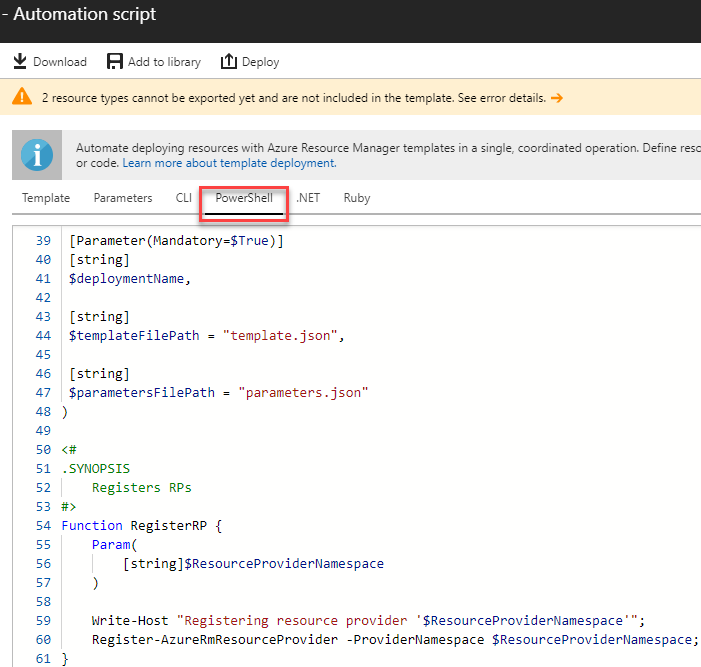 - Automation script
Download Add to library Deploy
2 resource types cannot be exported yet and are not included in the template. See error details. →
Automate deploying resources with Azure Resource Manager templates in a single, coordinated operation. Define reso
or code. Learn more about template deployment.
Template Parameters CLI PowerShell .NET Ruby
39 [Parameter(Mandatory=$True)]
40 [string]
41 $deploymentName,
42
43 [string]
44 $templateFilePath = "template.json",
45
46 [string]
47 $parametersFilePath = "parameters.json"
48 )
49
50 <#
51 .SYNOPSIS
52     Registers RPs
53 #>
54 Function RegisterRP {
55     Param(
56         [string]$ResourceProviderNamespace
57     )
58
59     Write-Host "Registering resource provider '$ResourceProviderNamespace'";
60     Register-AzureRmResourceProvider -ProviderNamespace $ResourceProviderNamespace;
61 }